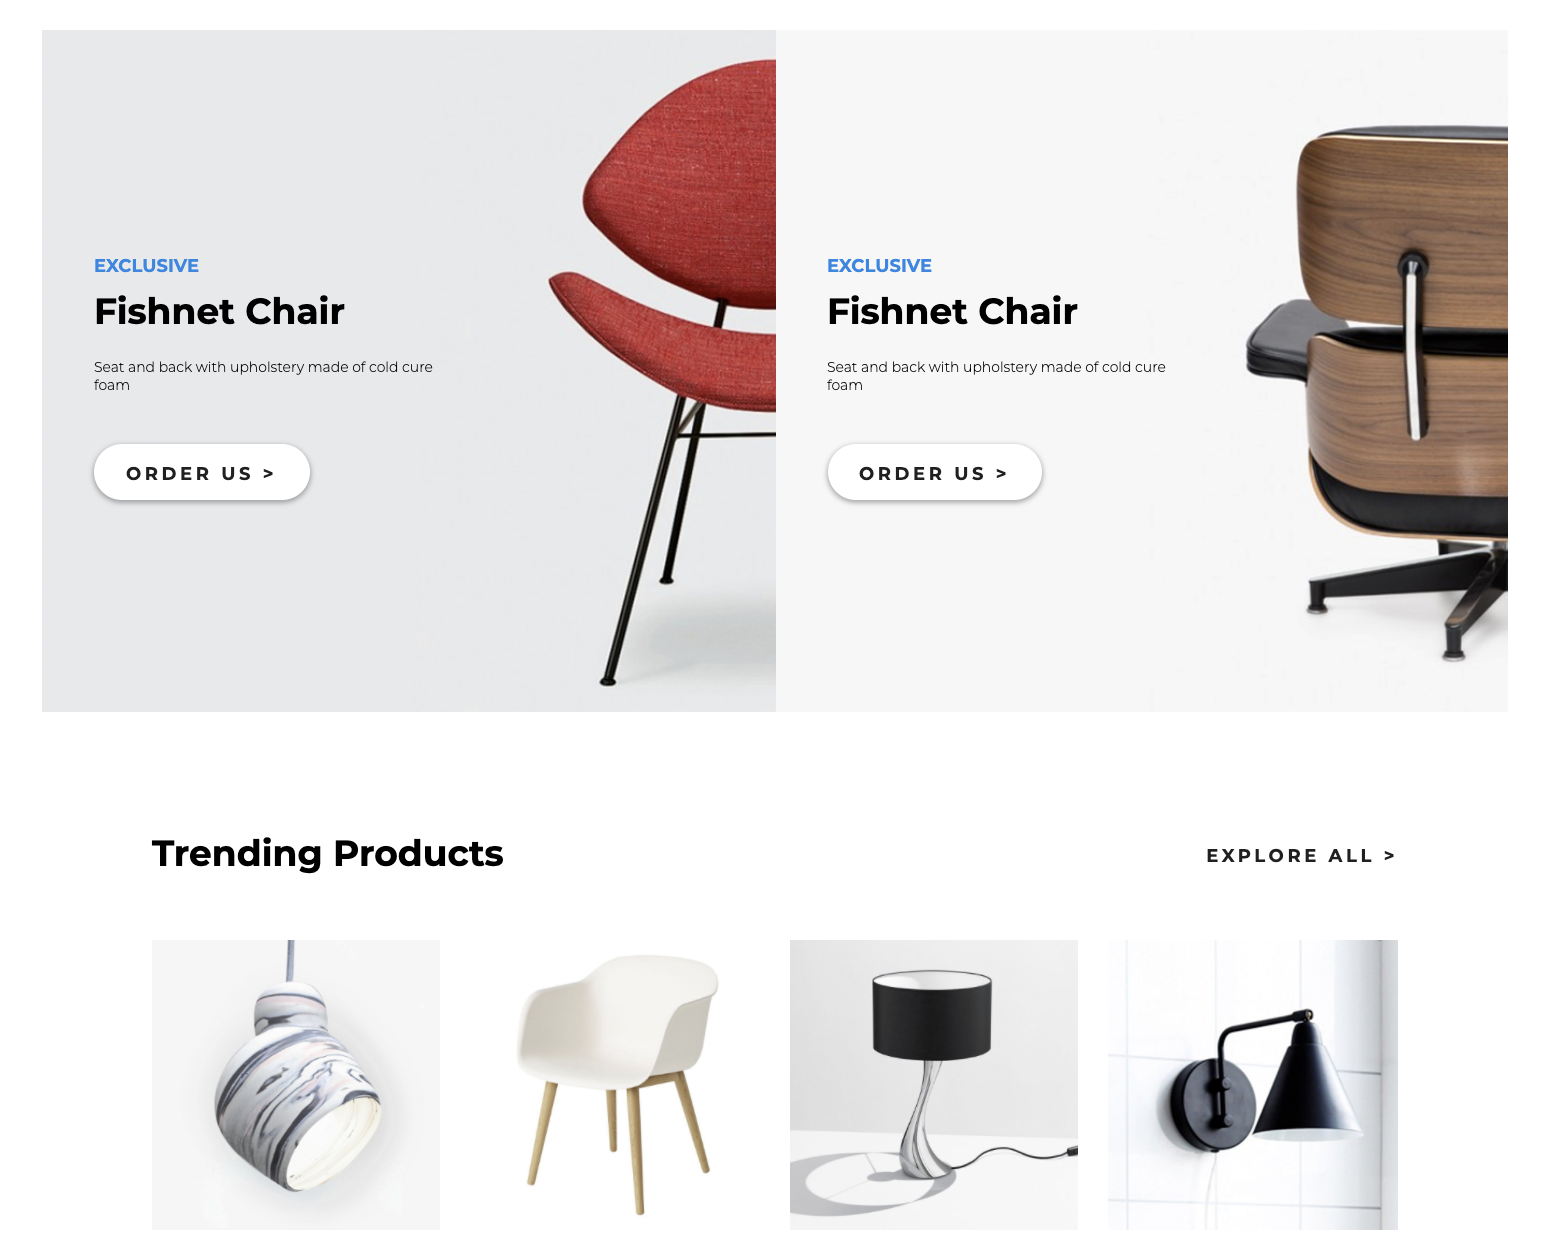 EXCLUSIVE
Fishnet Chair
Seat and back with upholstery made of cold cure
foam
ORDER US >
EXCLUSIVE
Fishnet Chair
Seat and back with upholstery made of cold cure
foam
ORDER US >
Trending Products
EXPLORE ALL >